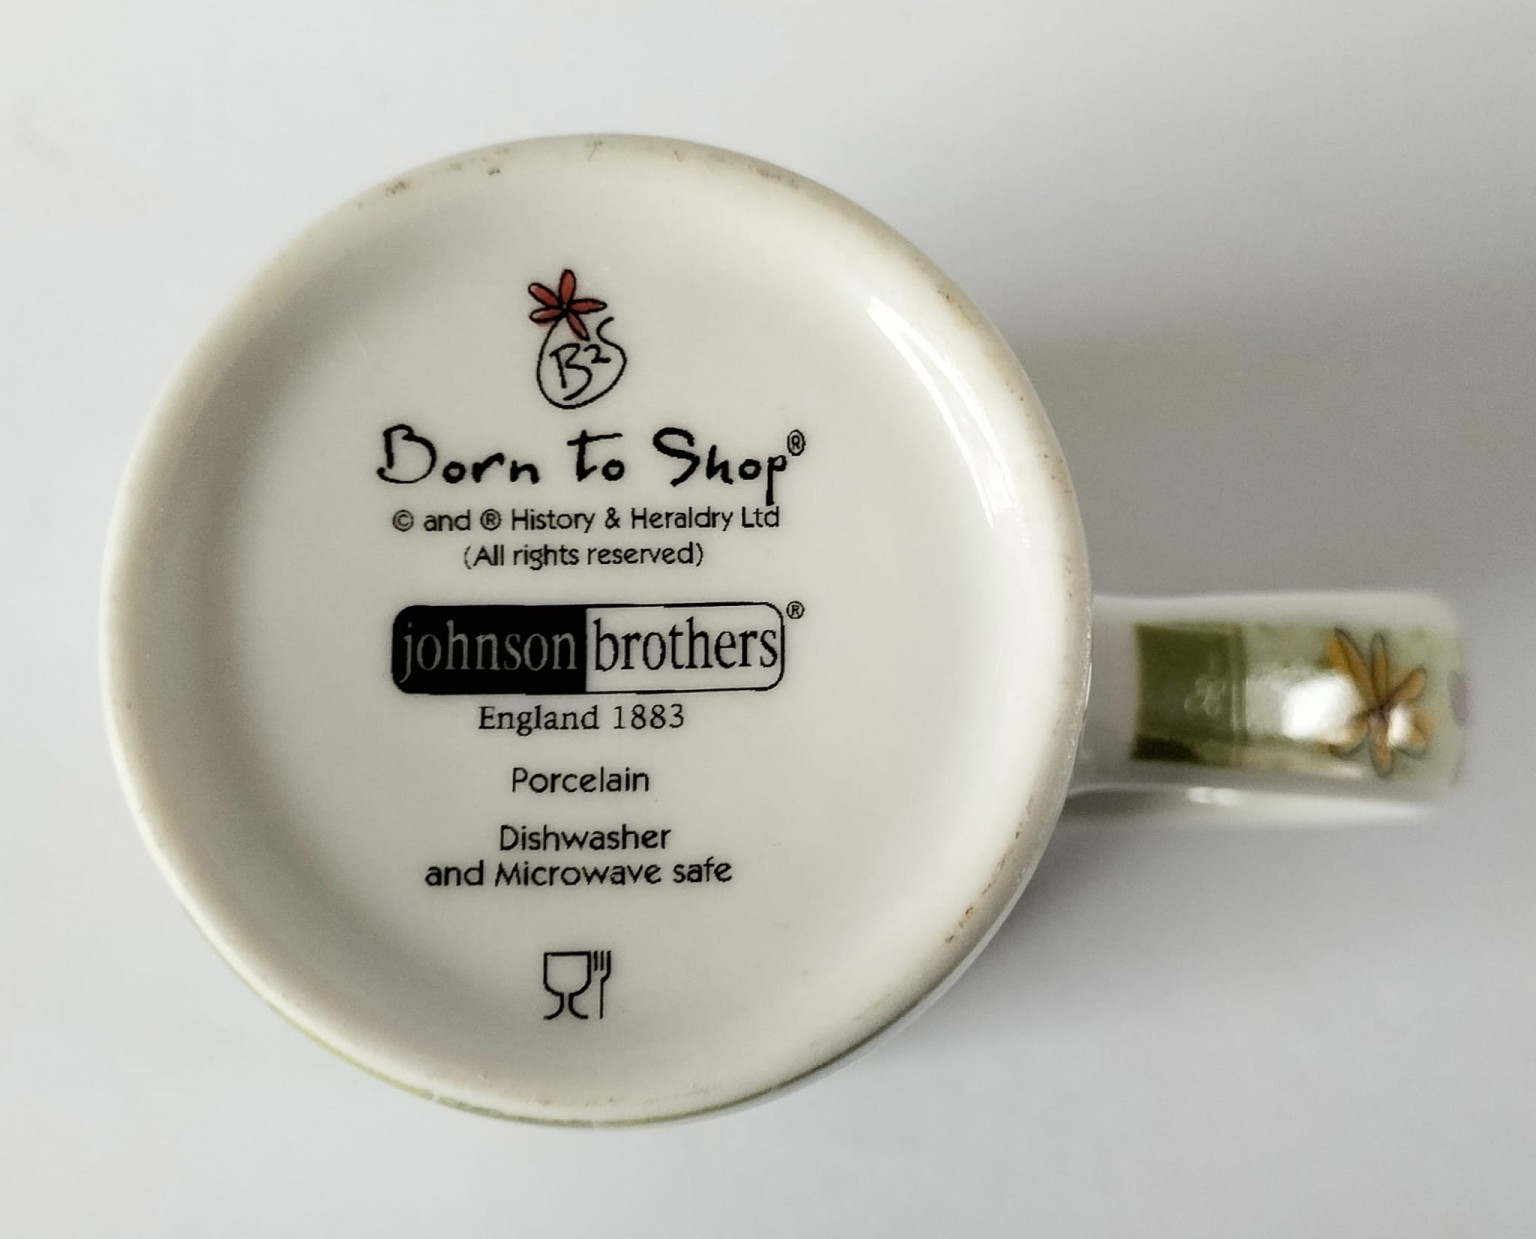 B2S
Born to Shop®
© and ® History & Heraldry Ltd
(All rights reserved)
johnson brothers®
England 1883
Porcelain
Dishwasher
and Microwave safe